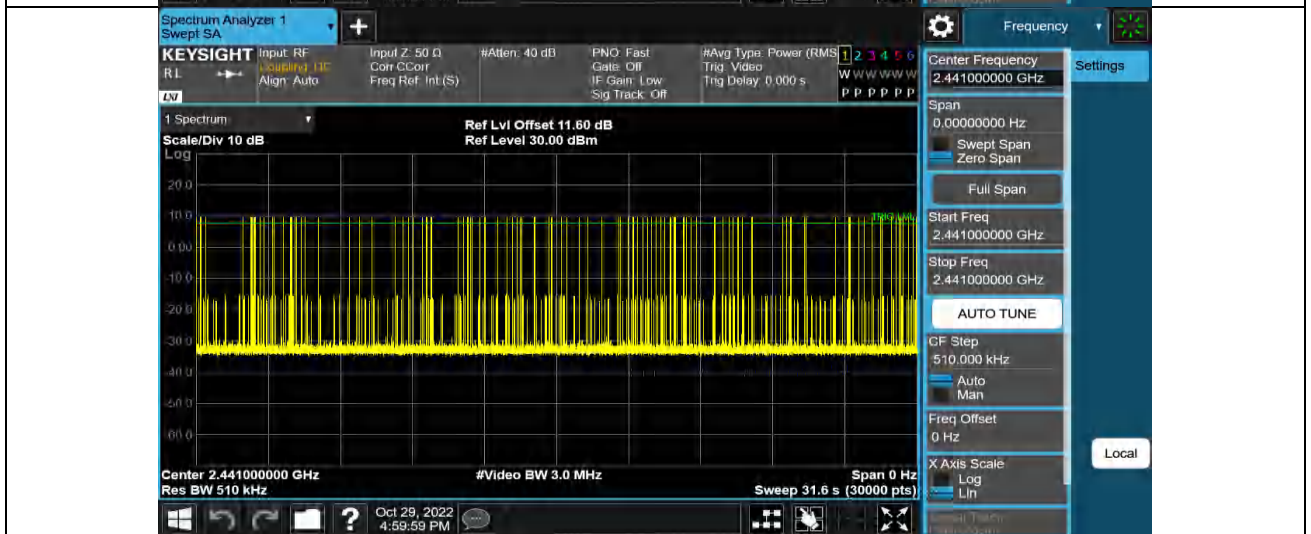 Spectrum Analyzer 1
Swept SA
+
Frequency
KEYSIGHT
RL
LXI
Input: RF
Coupling: DC
Align: Auto
Input Z: 50 Ω
Corr CCorr
Freq Ref: Int (S)
#Atten: 40 dB
PNO: Fast
Gate: Off
IF Gain: Low
Sig Track: Off
#Avg Type: Power (RMS
Trig: Video
Trig Delay: 0.000 s
1 2 3 4 5 6
W W W W W W
P P P P P P
1 Spectrum
Scale/Div 10 dB
Log
Ref Lvl Offset 11.60 dB
Ref Level 30.00 dBm
20.0
10.0
0.00
-10.0
-20.0
-30.0
-40.0
-50.0
-60.0
TRIG LVL
Center 2.441000000 GHz
Res BW 510 kHz
#Video BW 3.0 MHz
Span 0 Hz
Sweep 31.6 s (30000 pts)
Center Frequency
2.441000000 GHz
Settings
Span
0.00000000 Hz
Swept Span
Zero Span
Full Span
Start Freq
2.441000000 GHz
Stop Freq
2.441000000 GHz
AUTO TUNE
CF Step
510.000 kHz
Auto
Man
Freq Offset
0 Hz
X Axis Scale
Log
Lin
Local
?
Oct 29, 2022
4:59:59 PM